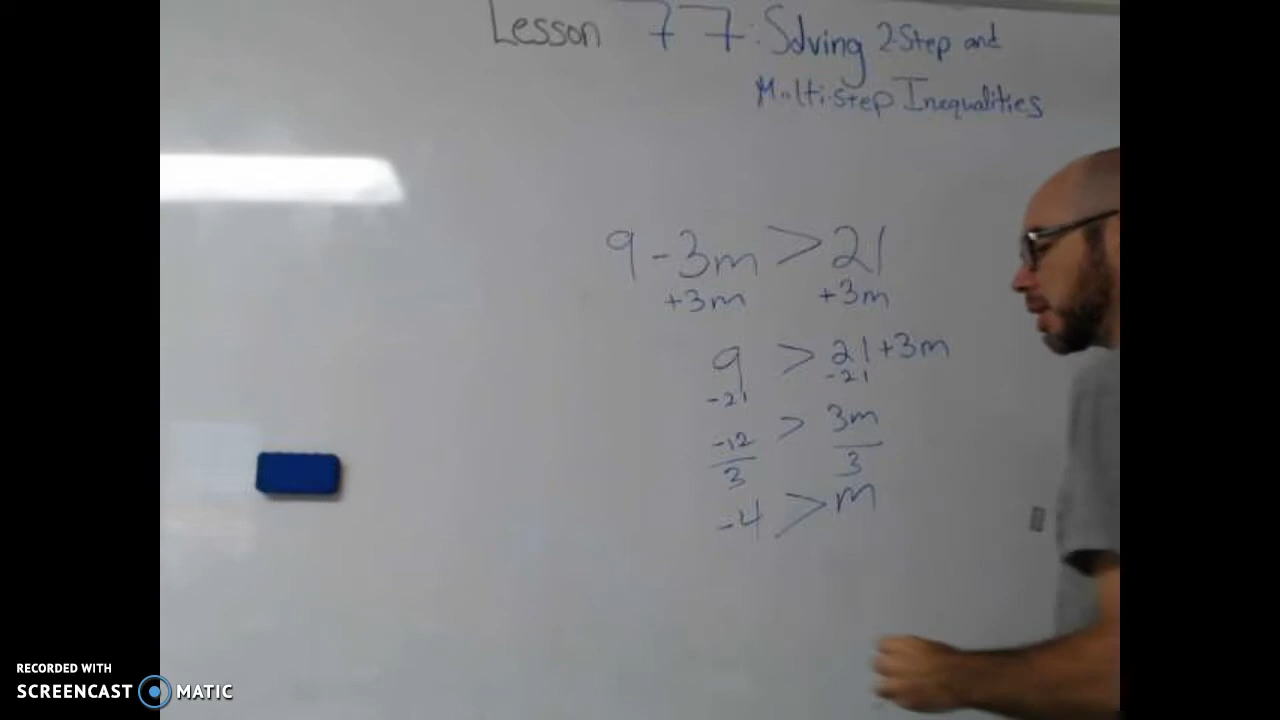 Lesson 77: Solving 2 Step and
Multi-step Inequalities
9 - 3m > 21
+3m +3m
9 > 21 + 3m
-21 -21
-12 > 3m
3 3
-4 > m
RECORDED WITH
SCREENCAST MATIC